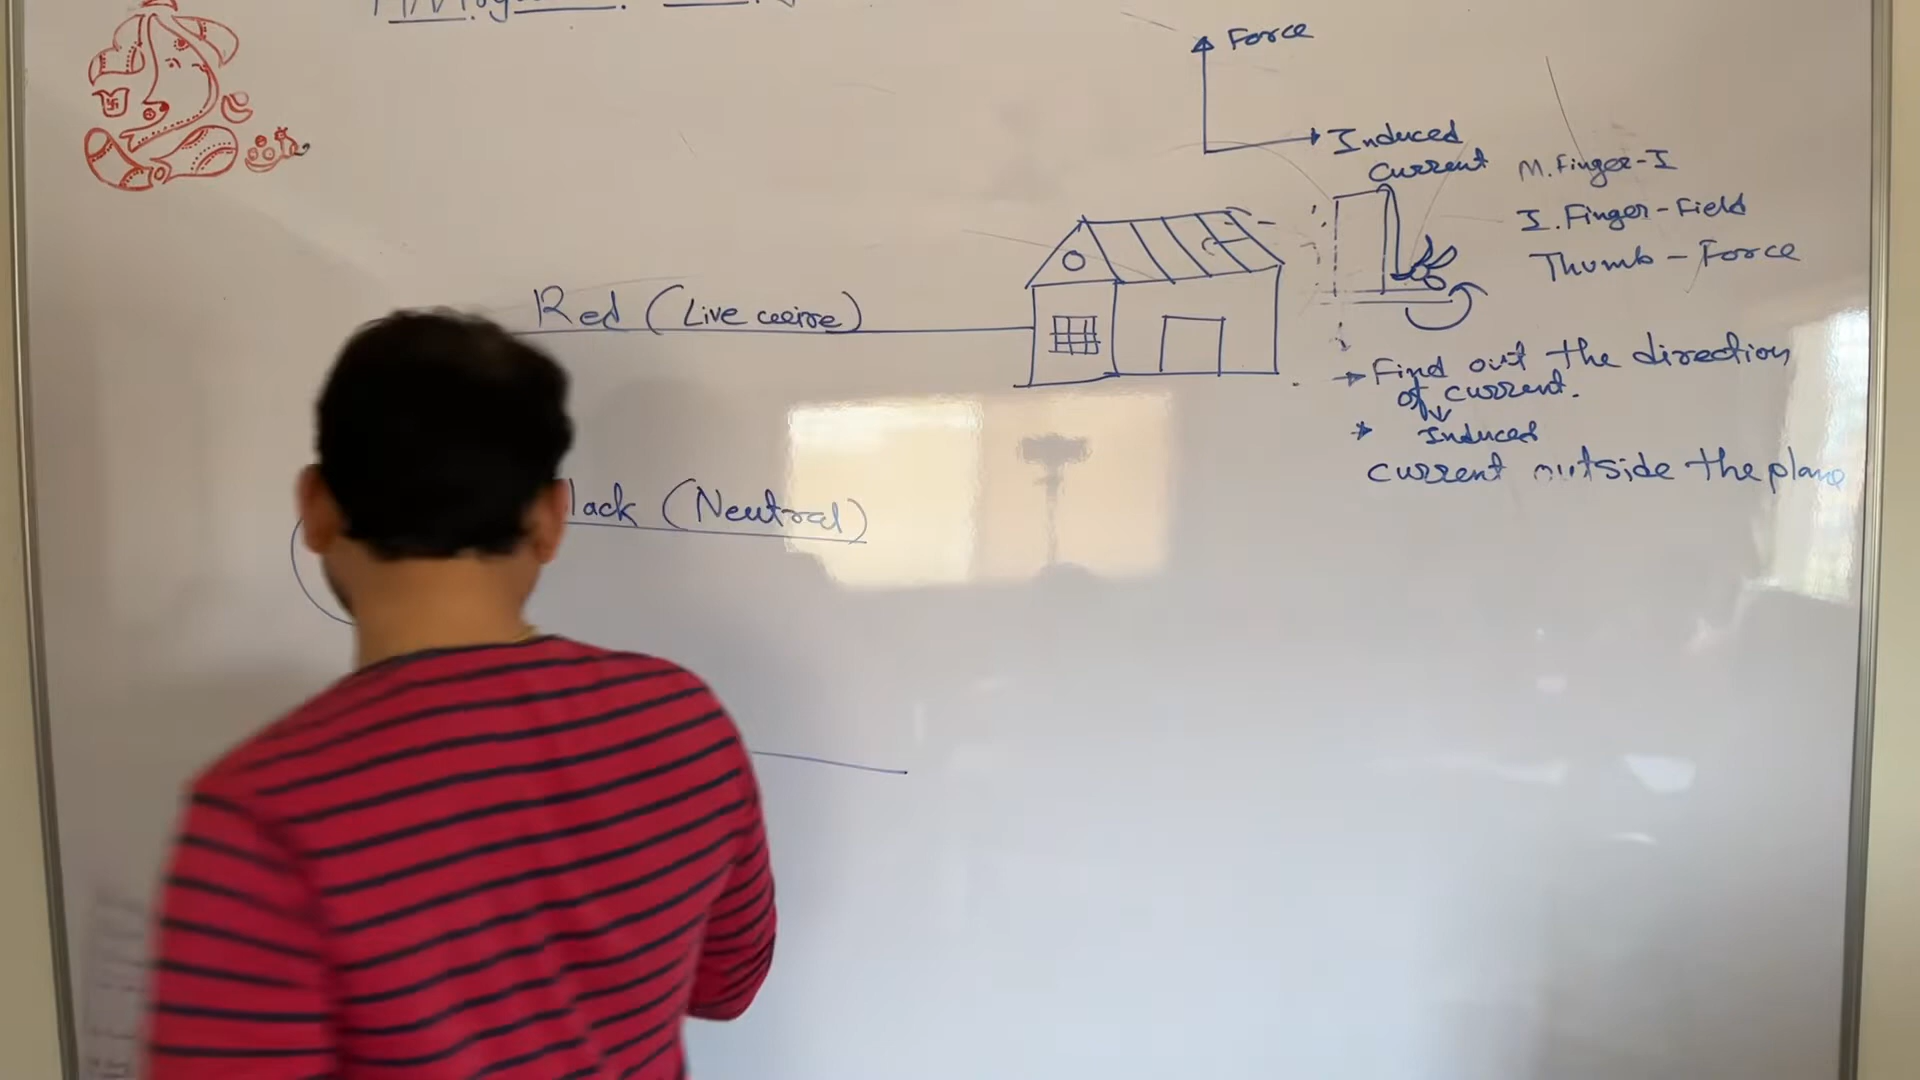 Force
Induced
Current
M. Finger-I
I. Finger-Field
Thumb - Force
Red (Live weire)
Find out the direction
of current.
Induced
current outside the plane
lack (Neutral)